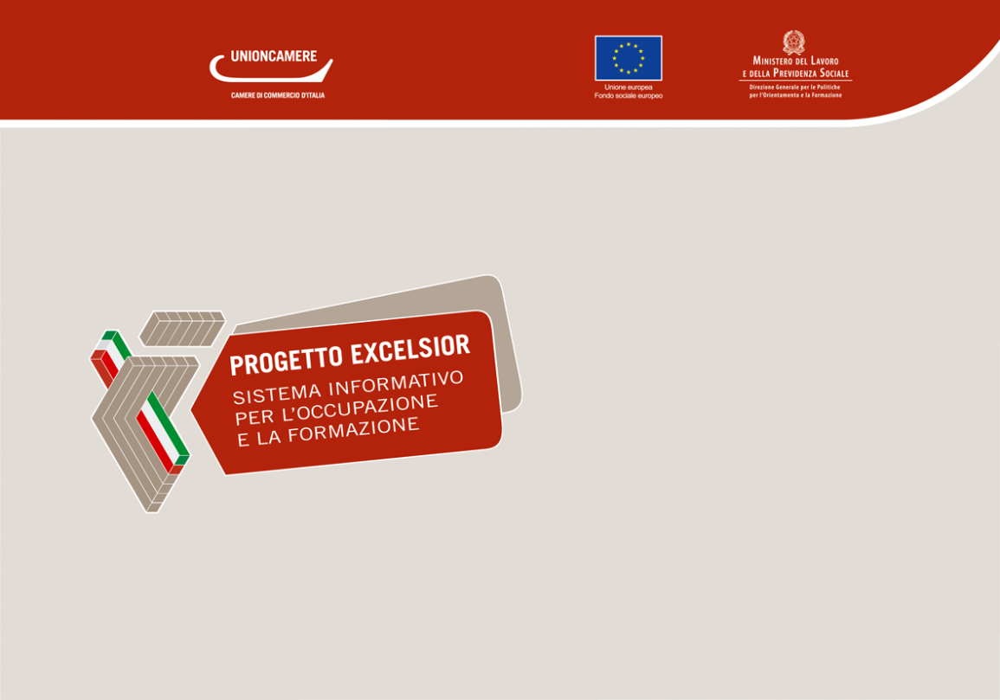 UNIONCAMERE
CAMERE DI COMMERCIO D'ITALIA
Unione europea
Fondo sociale europeo
MINISTERO DEL LAVORO
E DELLA PREVIDENZA SOCIALE
Direzione Generale per le Politiche
per l'Orientamento e la Formazione
PROGETTO EXCELSIOR
SISTEMA INFORMATIVO
PER L'OCCUPAZIONE
E LA FORMAZIONE